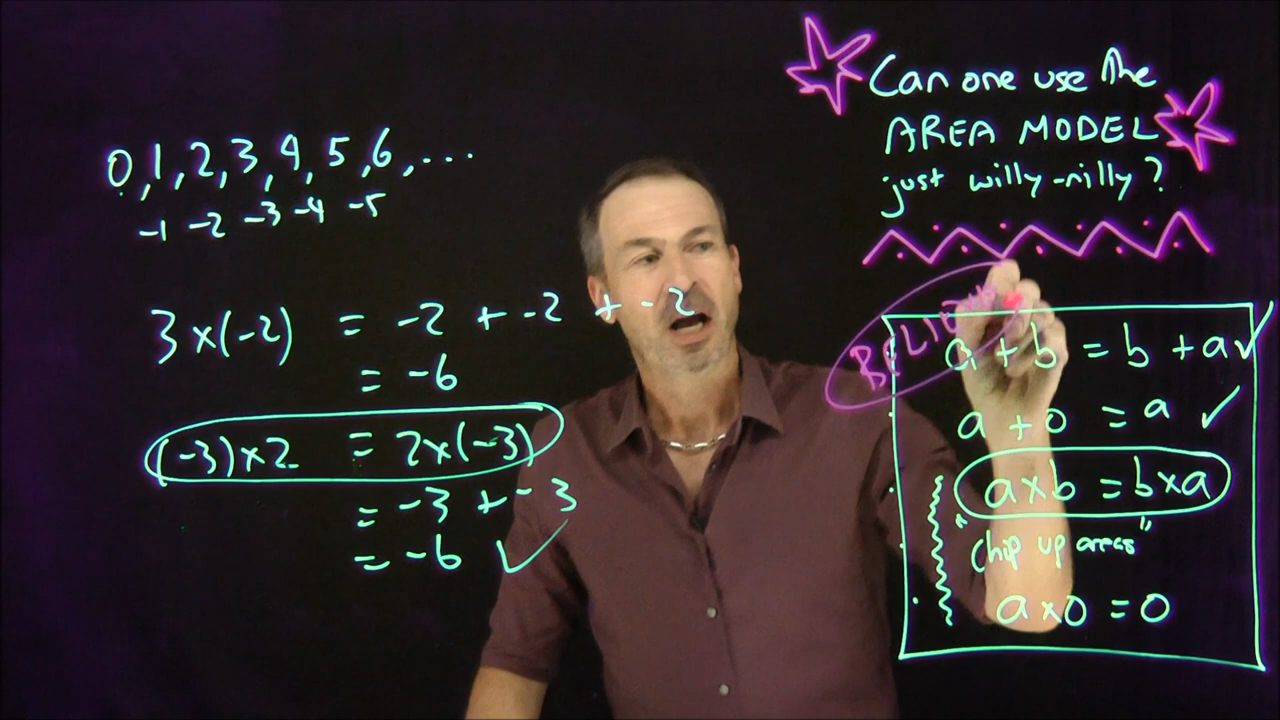 0, 1, 2, 3, 4, 5, 6, ...
-1 -2 -3 -4 -5
3 x (-2) = -2 + -2 + -2
= -6
(-3) x 2 = 2 x (-3)
= -3 + -3
= -6 ✓
Can one use the
AREA MODEL
just willy-nilly?
a + b = b + a ✓
a + 0 = a ✓
a x b = b x a
"Chip up areas"
a x 0 = 0